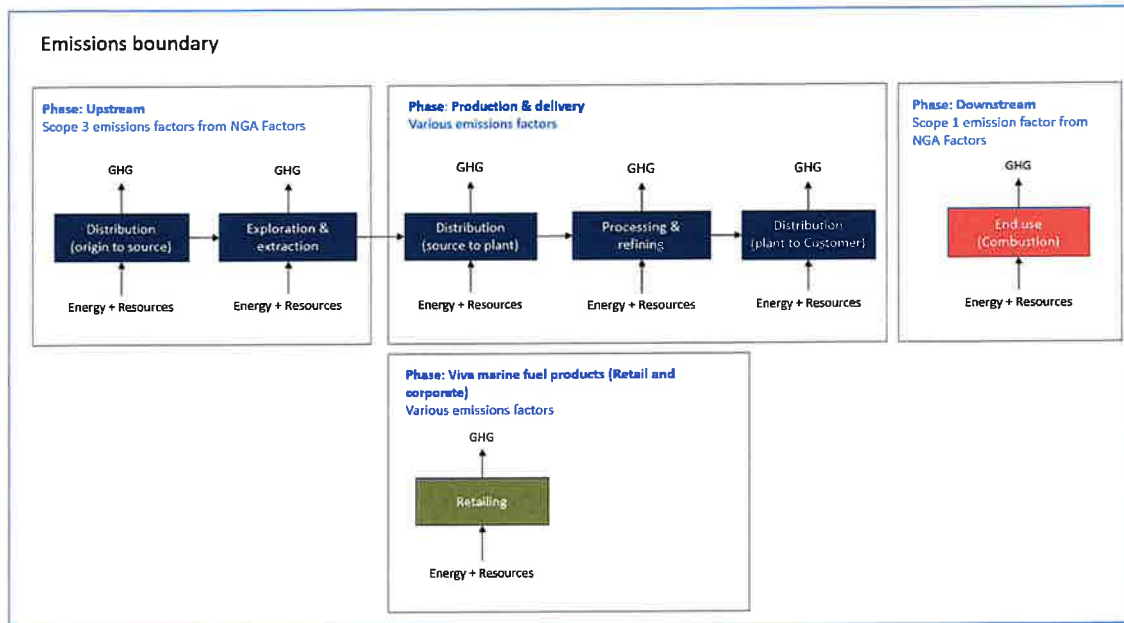 Emissions boundary
Phase: Upstream
Scope 3 emissions factors from NGA Factors
GHG
GHG
Distribution
(origin to source)
Exploration &
extraction
Energy + Resources
Energy + Resources
Phase: Production & delivery
Various emissions factors
GHG
GHG
GHG
Distribution
(source to plant)
Processing &
refining
Distribution
(plant to Customer)
Energy + Resources
Energy + Resources
Energy + Resources
Phase: Downstream
Scope 1 emission factor from
NGA Factors
GHG
End use
(Combustion)
Energy + Resources
Phase: Viva marine fuel products (Retail and
corporate)
Various emissions factors
GHG
Retailing
Energy + Resources